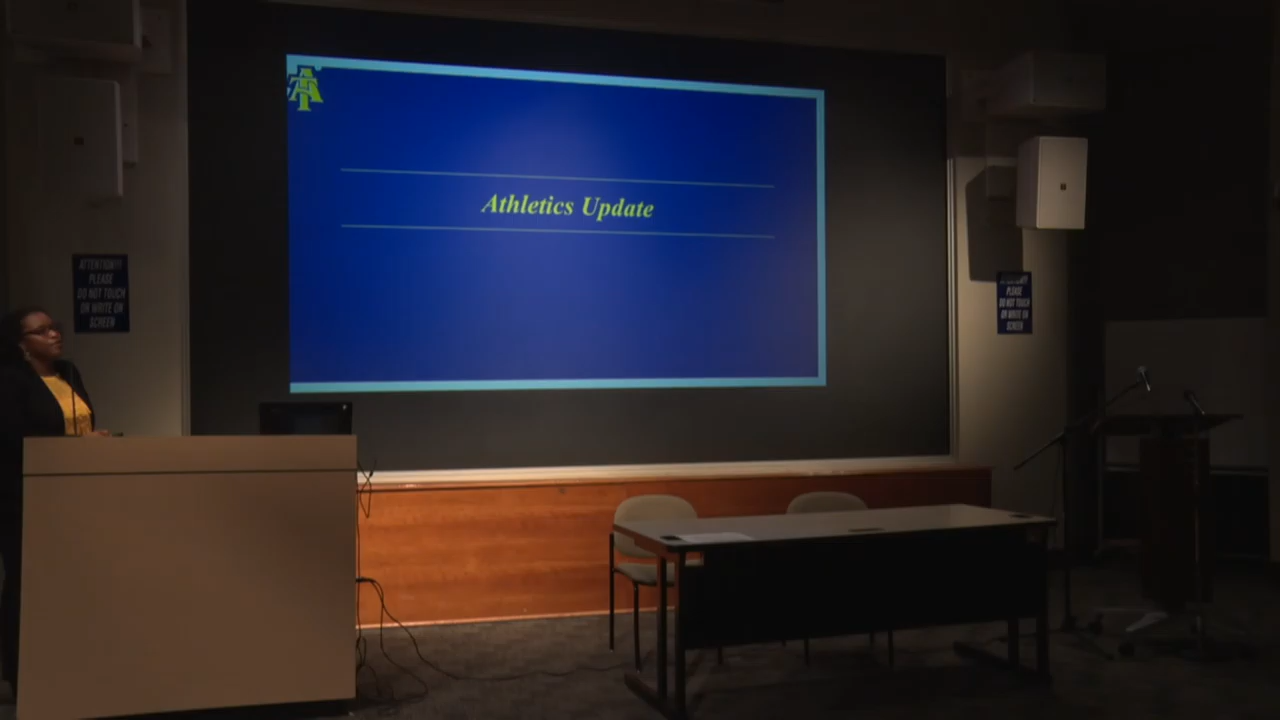 AT
Athletics Update
ATTENTION!!!
PLEASE
DO NOT TOUCH
OR WRITE ON
SCREEN
PLEASE
DO NOT TOUCH
OR WRITE ON
SCREEN